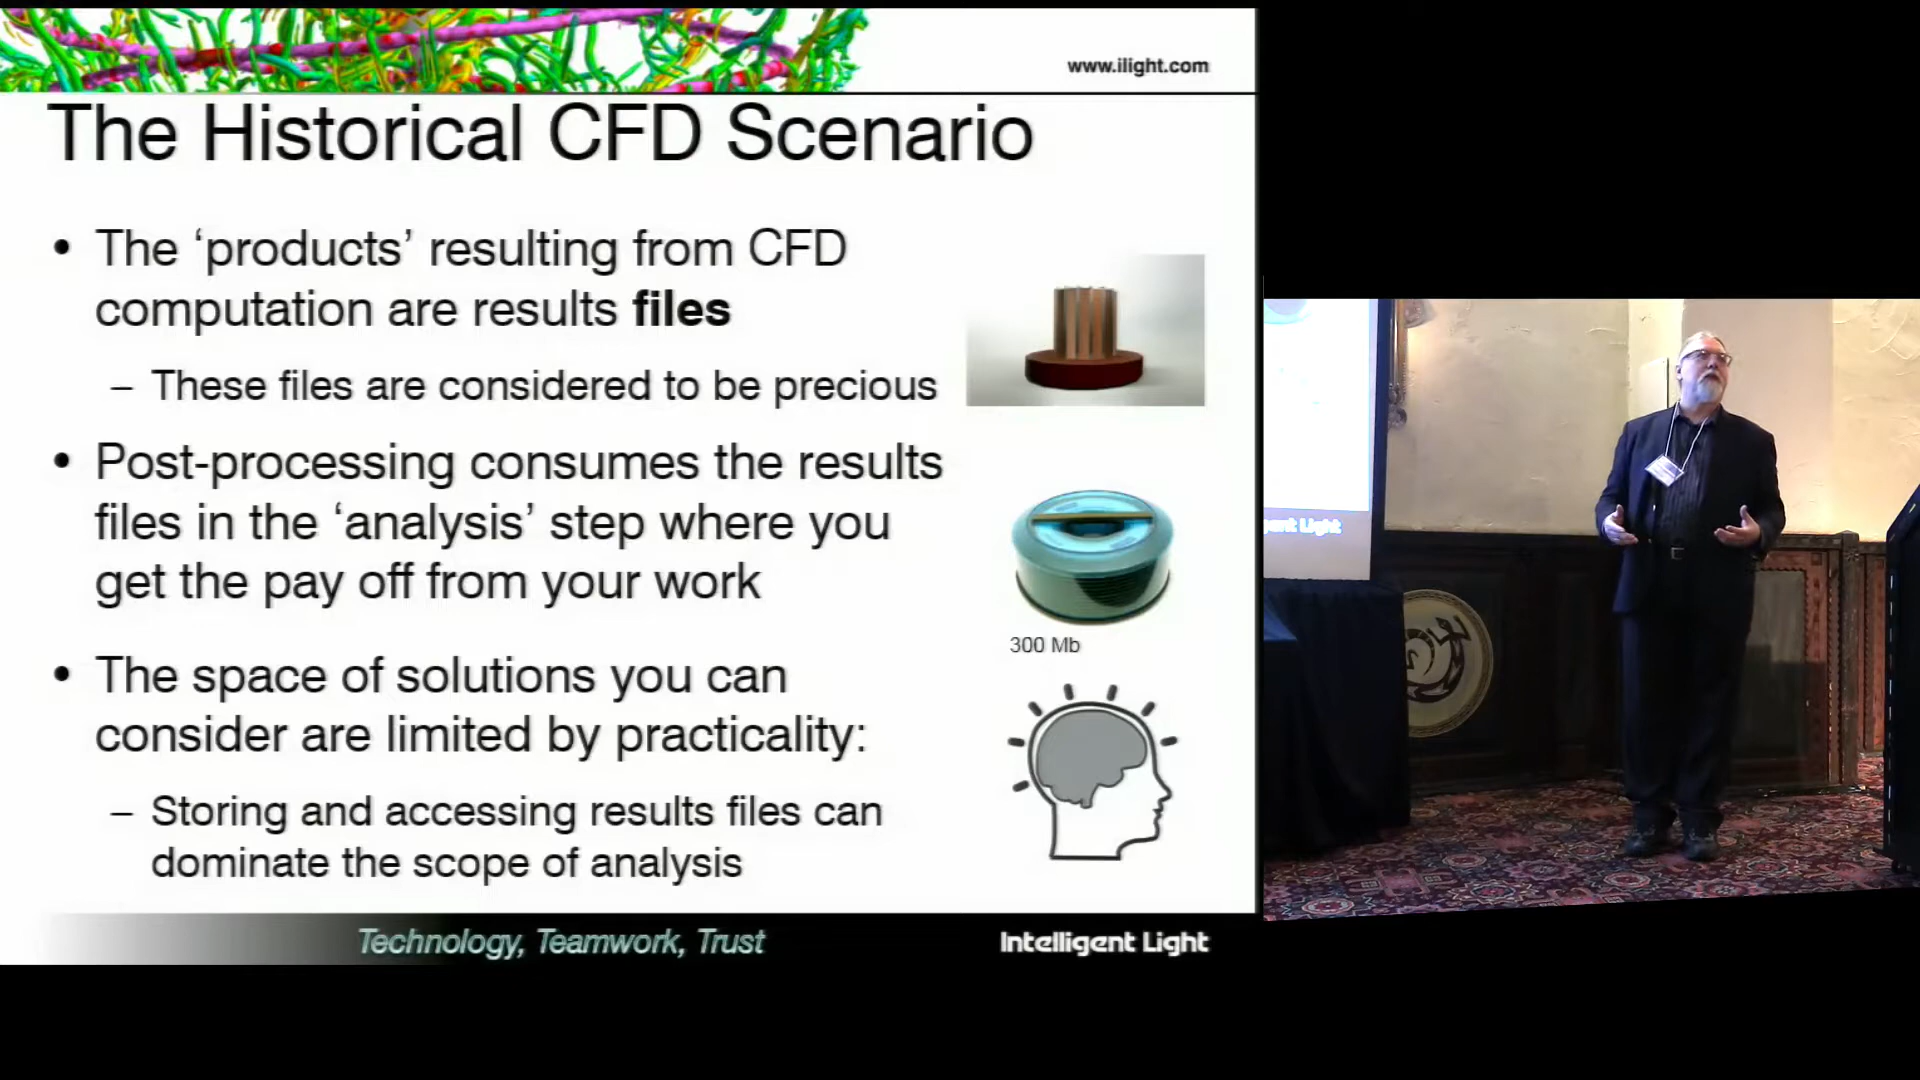 www.ilight.com
The Historical CFD Scenario
• The ‘products’ resulting from CFD
computation are results files
– These files are considered to be precious
• Post-processing consumes the results
files in the ‘analysis’ step where you
get the pay off from your work
300 Mb
• The space of solutions you can
consider are limited by practicality:
– Storing and accessing results files can
dominate the scope of analysis
Technology, Teamwork, Trust
Intelligent Light
gent Light